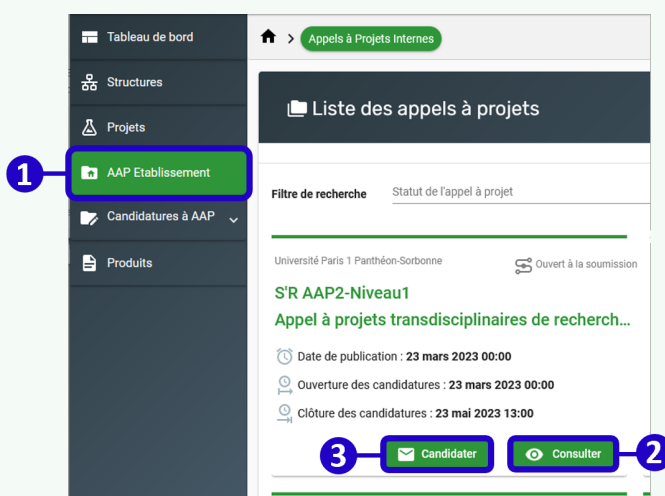 Tableau de bord
Structures
Projets
1
AAP Etablissement
Candidatures à AAP
Produits
> Appels à Projets Internes
Liste des appels à projets
Filtre de recherche Statut de l'appel à projet
Université Paris 1 Panthéon-Sorbonne Ouvert à la soumission
S'R AAP2-Niveau1
Appel à projets transdisciplinaires de recherch...
Date de publication : 23 mars 2023 00:00
Ouverture des candidatures : 23 mars 2023 00:00
Clôture des candidatures : 23 mai 2023 13:00
3 Candidater Consulter 2